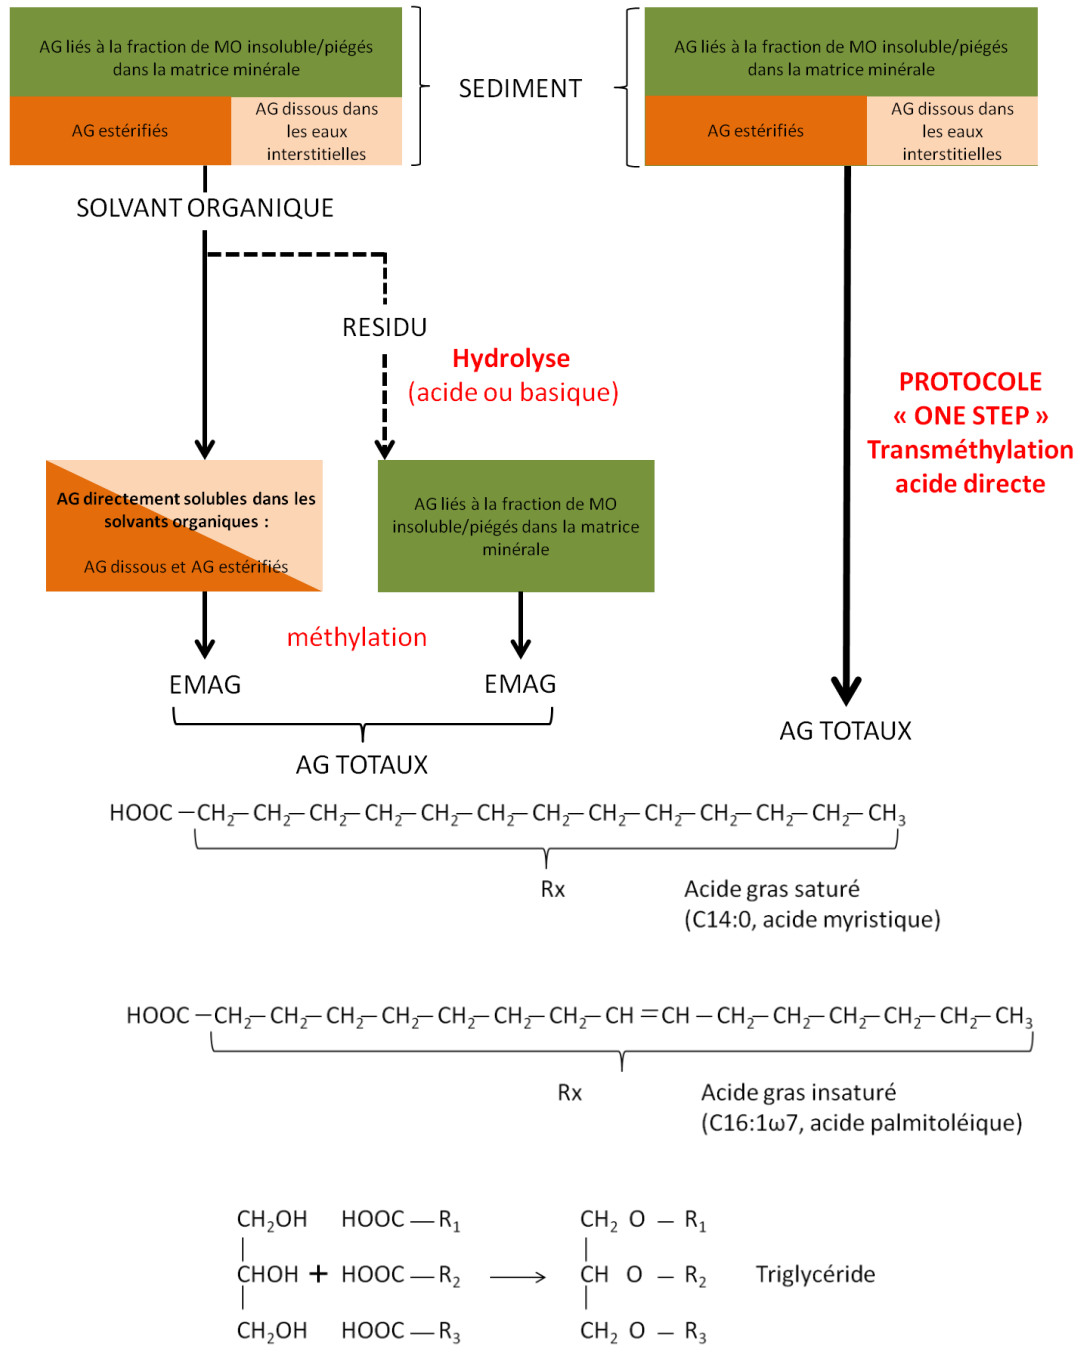 AG liés à la fraction de MO insoluble/piégés
dans la matrice minérale
AG estérifiés
AG dissous dans
les eaux
interstitielles
SEDIMENT
AG liés à la fraction de MO insoluble/piégés
dans la matrice minérale
AG estérifiés
AG dissous dans
les eaux
interstitielles
SOLVANT ORGANIQUE
RESIDU
Hydrolyse
(acide ou basique)
PROTOCOLE
« ONE STEP »
Transméthylation
acide directe
AG directement solubles dans les
solvants organiques :
AG dissous et AG estérifiés
AG liés à la fraction de MO
insoluble/piégés dans la matrice
minérale
méthylation
EMAG
EMAG
AG TOTAUX
AG TOTAUX
HOOC – CH2– CH2– CH2– CH2– CH2– CH2– CH2– CH2– CH2– CH2– CH2– CH2– CH3
Rx
Acide gras saturé
(C14:0, acide myristique)
HOOC – CH2– CH2– CH2– CH2– CH2– CH2– CH2– CH = CH – CH2– CH2– CH2– CH2– CH2– CH3
Rx
Acide gras insaturé
(C16:1ω7, acide palmitoléique)
CH2OH HOOC — R1 CH2 O – R1
CHOH + HOOC — R2 → CH O – R2 Triglycéride
CH2OH HOOC — R3 CH2 O – R3